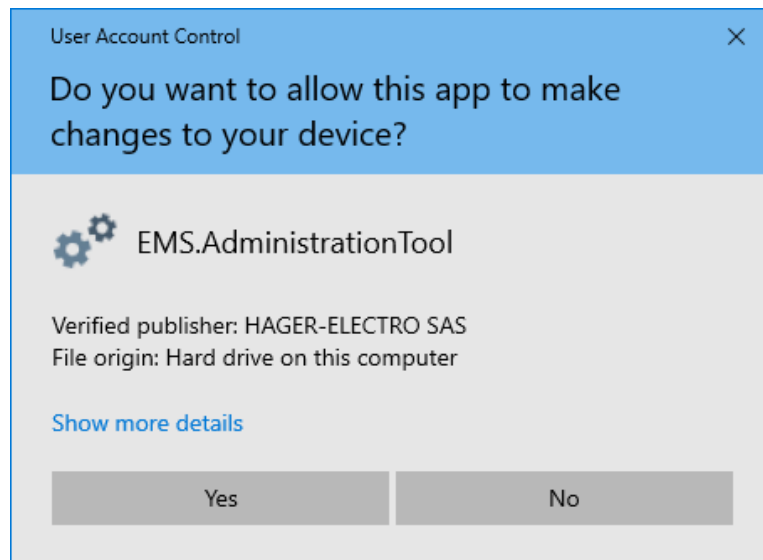 User Account Control
Do you want to allow this app to make
changes to your device?
EMS.AdministrationTool
Verified publisher: HAGER-ELECTRO SAS
File origin: Hard drive on this computer
Show more details
Yes
No